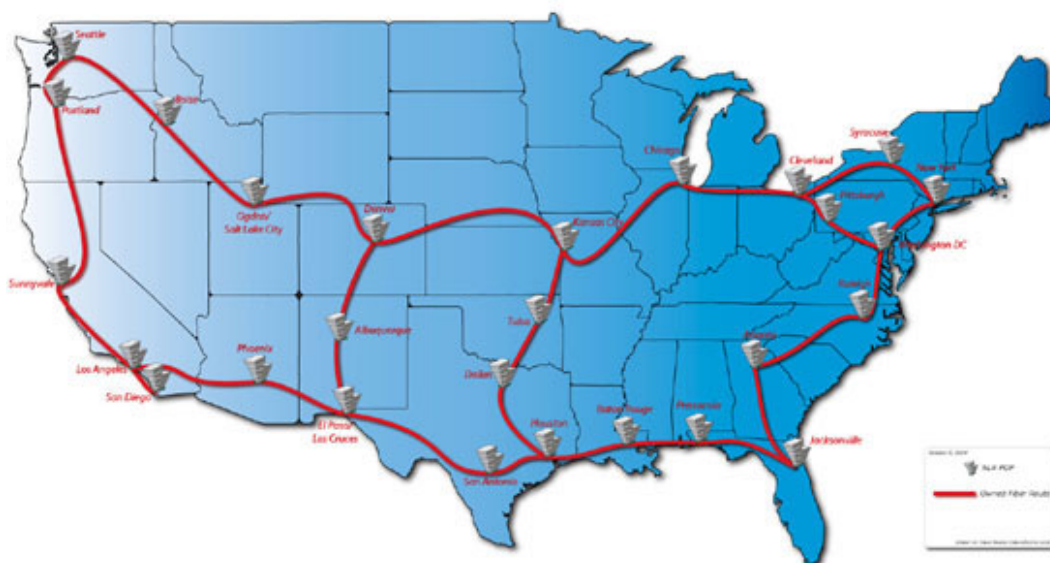 Seattle
Portland
Boise
Ogden/
Salt Lake City
Denver
Kansas City
Chicago
Cleveland
Syracuse
New York
Pittsburgh
Washington DC
Raleigh
Atlanta
Sunnyvale
Los Angeles
San Diego
Phoenix
Albuquerque
El Paso/
Las Cruces
Tulsa
Dallas
Houston
San Antonio
Baton Rouge
Pensacola
Jacksonville
NLR POP
Owned Fiber Route